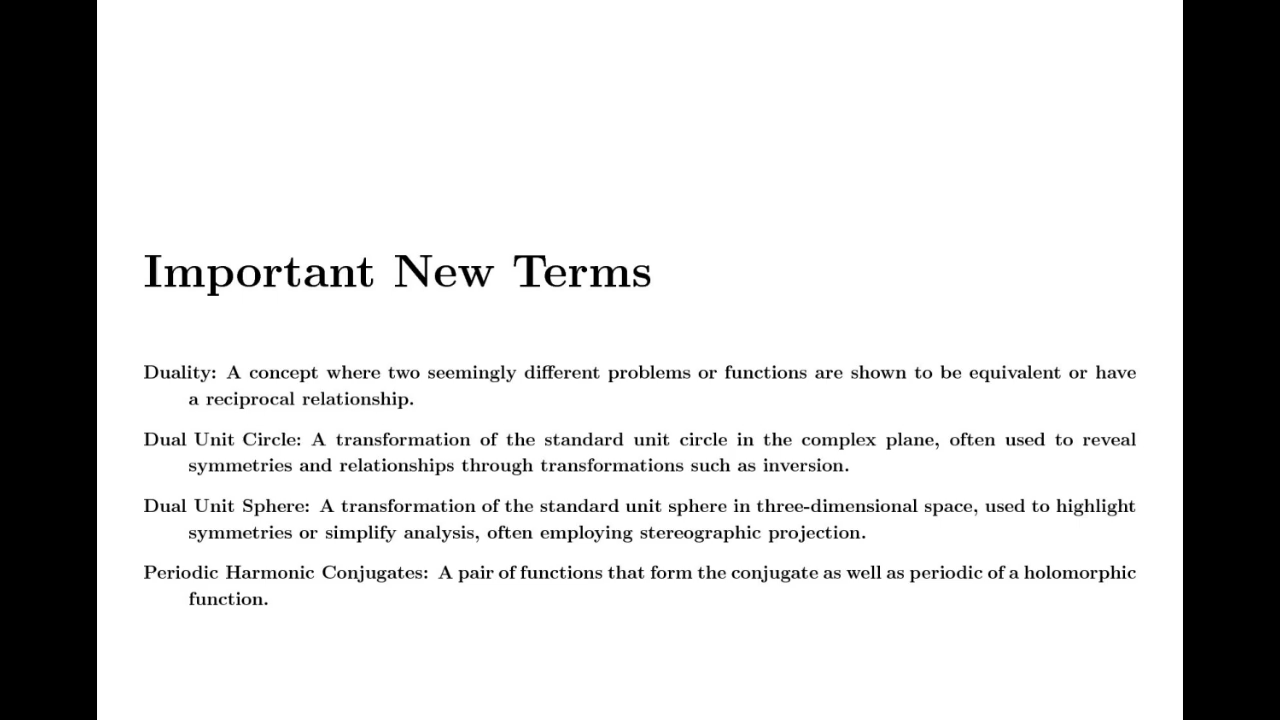 Important New Terms
Duality: A concept where two seemingly different problems or functions are shown to be equivalent or have
a reciprocal relationship.
Dual Unit Circle: A transformation of the standard unit circle in the complex plane, often used to reveal
symmetries and relationships through transformations such as inversion.
Dual Unit Sphere: A transformation of the standard unit sphere in three-dimensional space, used to highlight
symmetries or simplify analysis, often employing stereographic projection.
Periodic Harmonic Conjugates: A pair of functions that form the conjugate as well as periodic of a holomorphic
function.